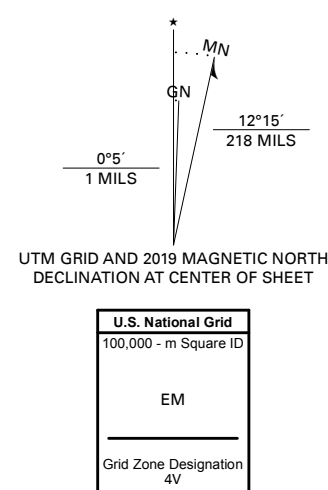 ★
MN
GN
12°15´
218 MILS
0°5´
1 MILS
UTM GRID AND 2019 MAGNETIC NORTH
DECLINATION AT CENTER OF SHEET
U.S. National Grid
100,000 - m Square ID
EM
Grid Zone Designation
4V